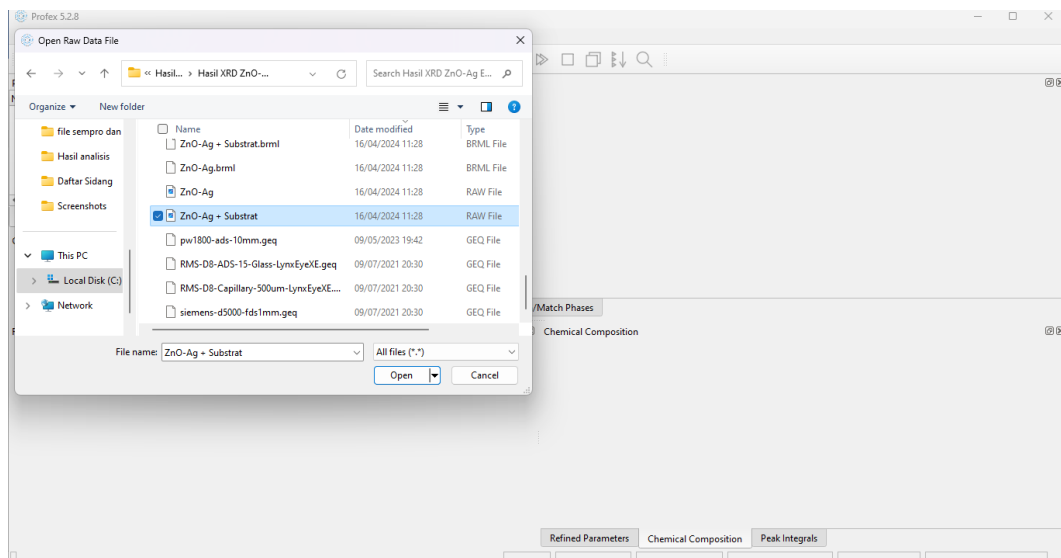 Profex 5.2.8
Open Raw Data File
« Hasil... › Hasil XRD ZnO-...
Search Hasil XRD ZnO-Ag E...
Organize
New folder
Name
Date modified
Type
file sempro dan
Hasil analisis
Daftar Sidang
Screenshots
This PC
Local Disk (C:)
Network
ZnO-Ag + Substrat.brml 16/04/2024 11:28 BRML File
ZnO-Ag.brml 16/04/2024 11:28 BRML File
ZnO-Ag 16/04/2024 11:28 RAW File
ZnO-Ag + Substrat 16/04/2024 11:28 RAW File
pw1800-ads-10mm.geq 09/05/2023 19:42 GEQ File
RMS-D8-ADS-15-Glass-LynxEyeXE.geq 09/07/2021 20:30 GEQ File
RMS-D8-Capillary-500um-LynxEyeXE.... 09/07/2021 20:30 GEQ File
siemens-d5000-fds1mm.geq 09/07/2021 20:30 GEQ File
File name: ZnO-Ag + Substrat
All files (*.*)
Open
Cancel
/Match Phases
Chemical Composition
Refined Parameters
Chemical Composition
Peak Integrals